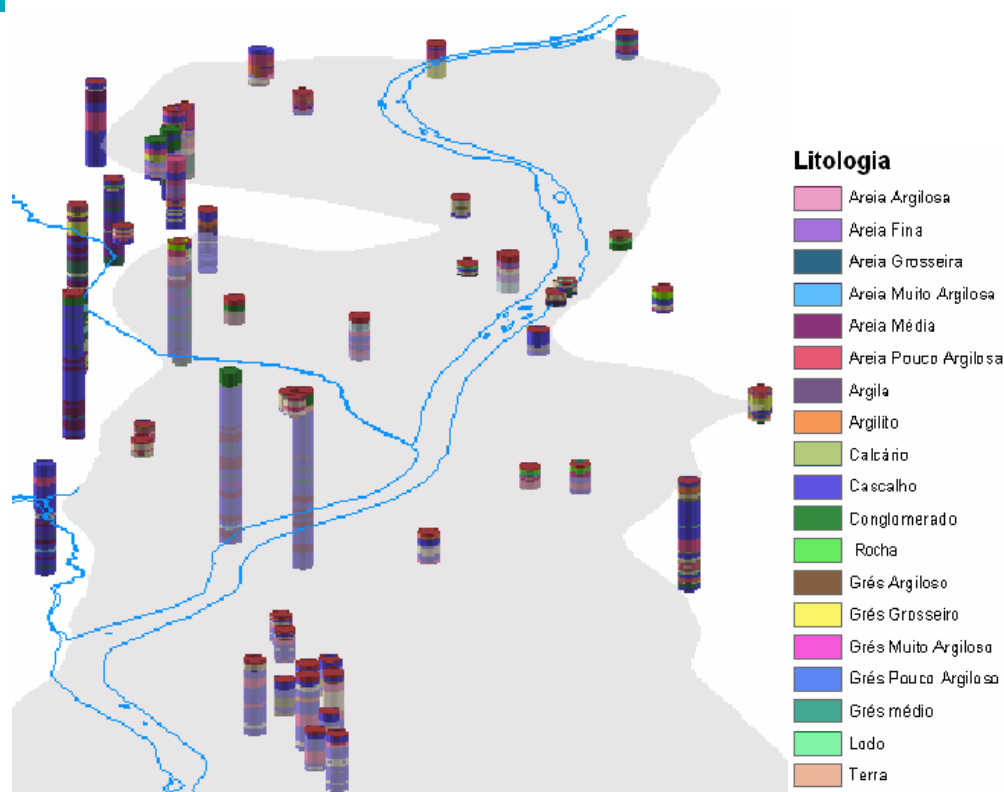 Litologia
Areia Argilosa
Areia Fina
Areia Grosseira
Areia Muito Argilosa
Areia Média
Areia Pouco Argilosa
Argila
Argilito
Calcário
Cascalho
Conglomerado
Rocha
Grés Argiloso
Grés Grosseiro
Grés Muito Argiloso
Grés Pouco Argiloso
Grés médio
Lodo
Terra